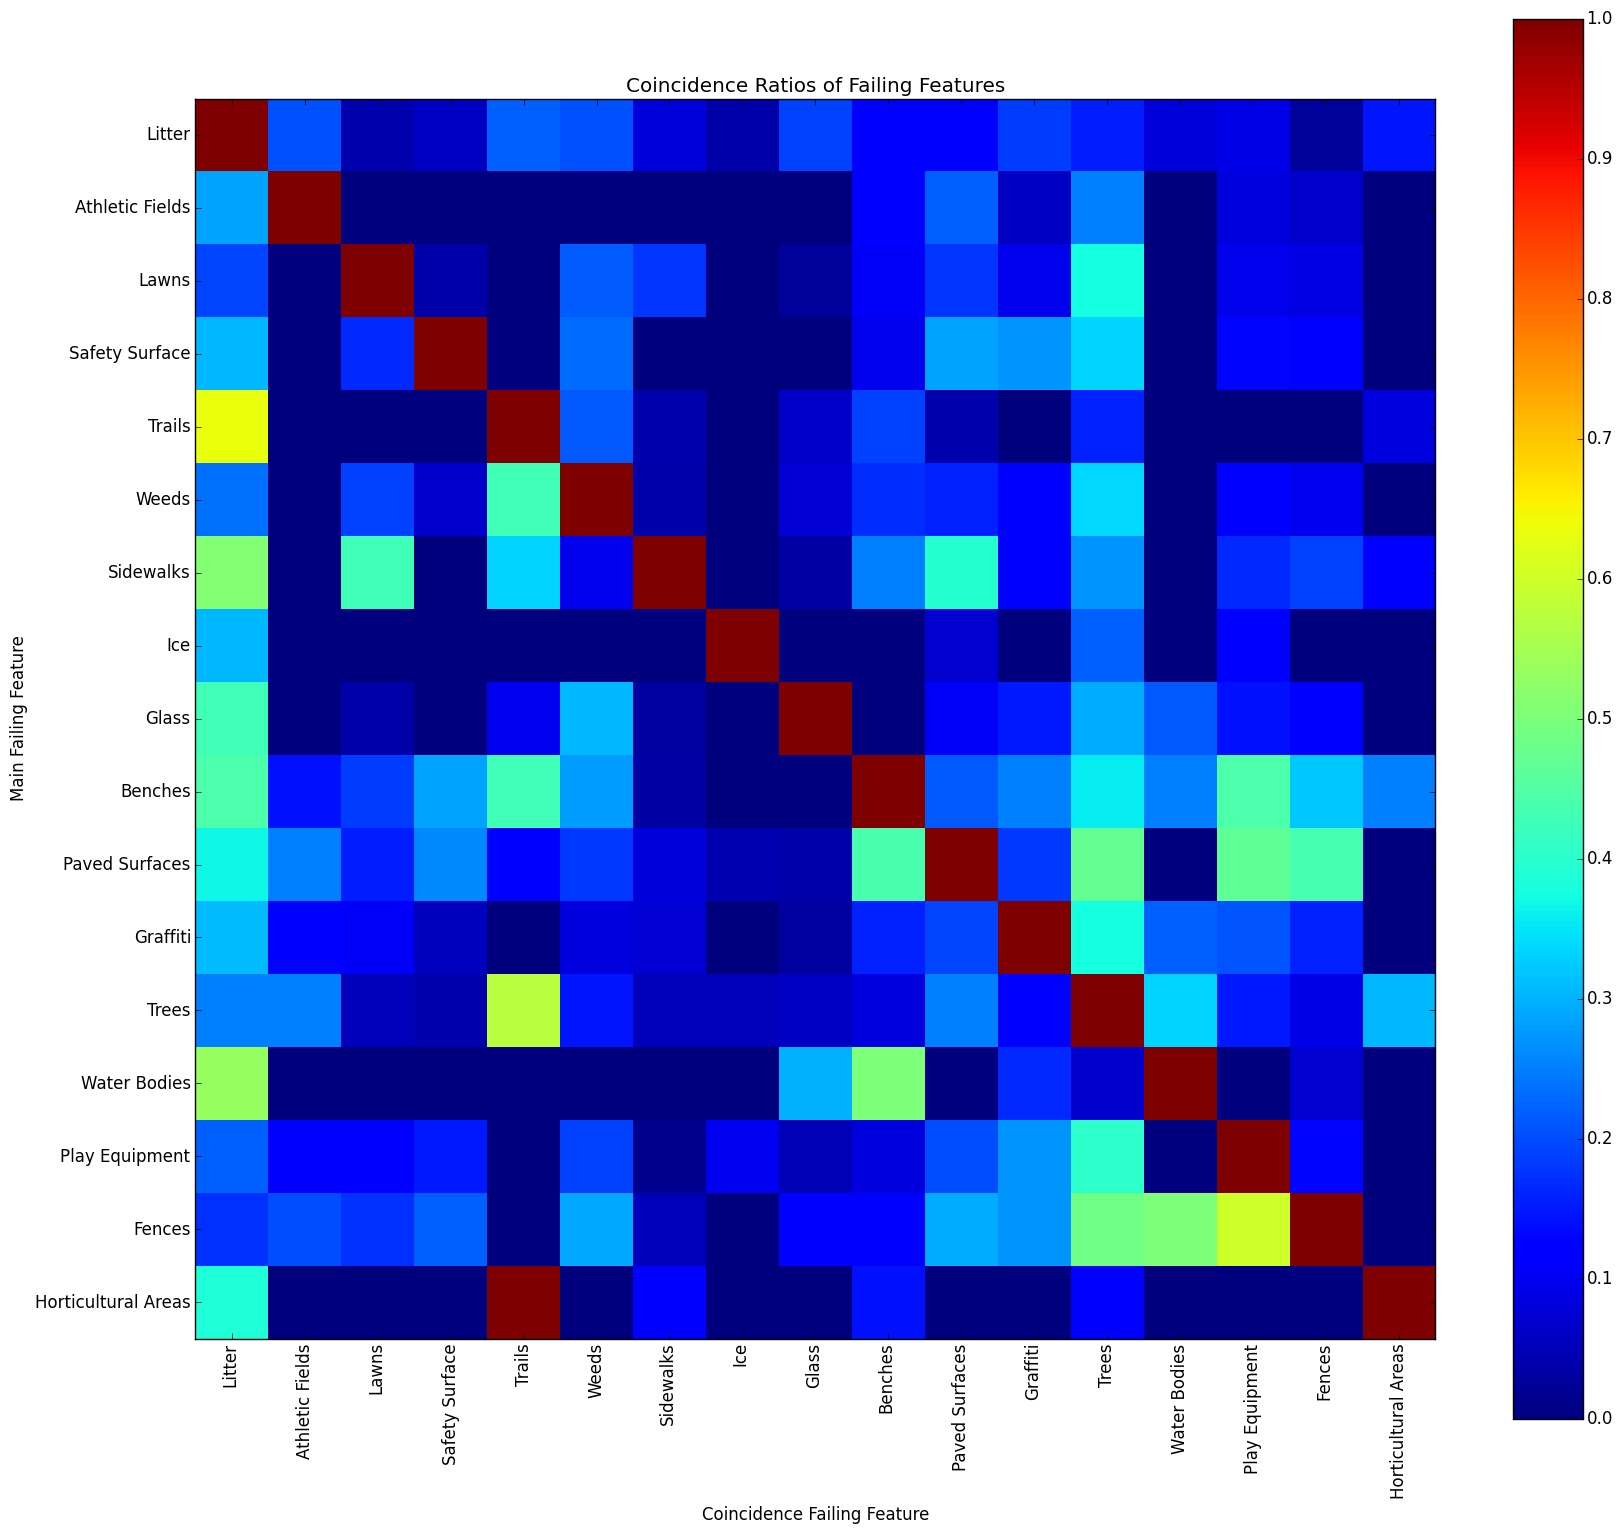 Coincidence Ratios of Failing Features
Main Failing Feature
Litter
Athletic Fields
Lawns
Safety Surface
Trails
Weeds
Sidewalks
Ice
Glass
Benches
Paved Surfaces
Graffiti
Trees
Water Bodies
Play Equipment
Fences
Horticultural Areas
Litter
Athletic Fields
Lawns
Safety Surface
Trails
Weeds
Sidewalks
Ice
Glass
Benches
Paved Surfaces
Graffiti
Trees
Water Bodies
Play Equipment
Fences
Horticultural Areas
Coincidence Failing Feature
1.0
0.9
0.8
0.7
0.6
0.5
0.4
0.3
0.2
0.1
0.0